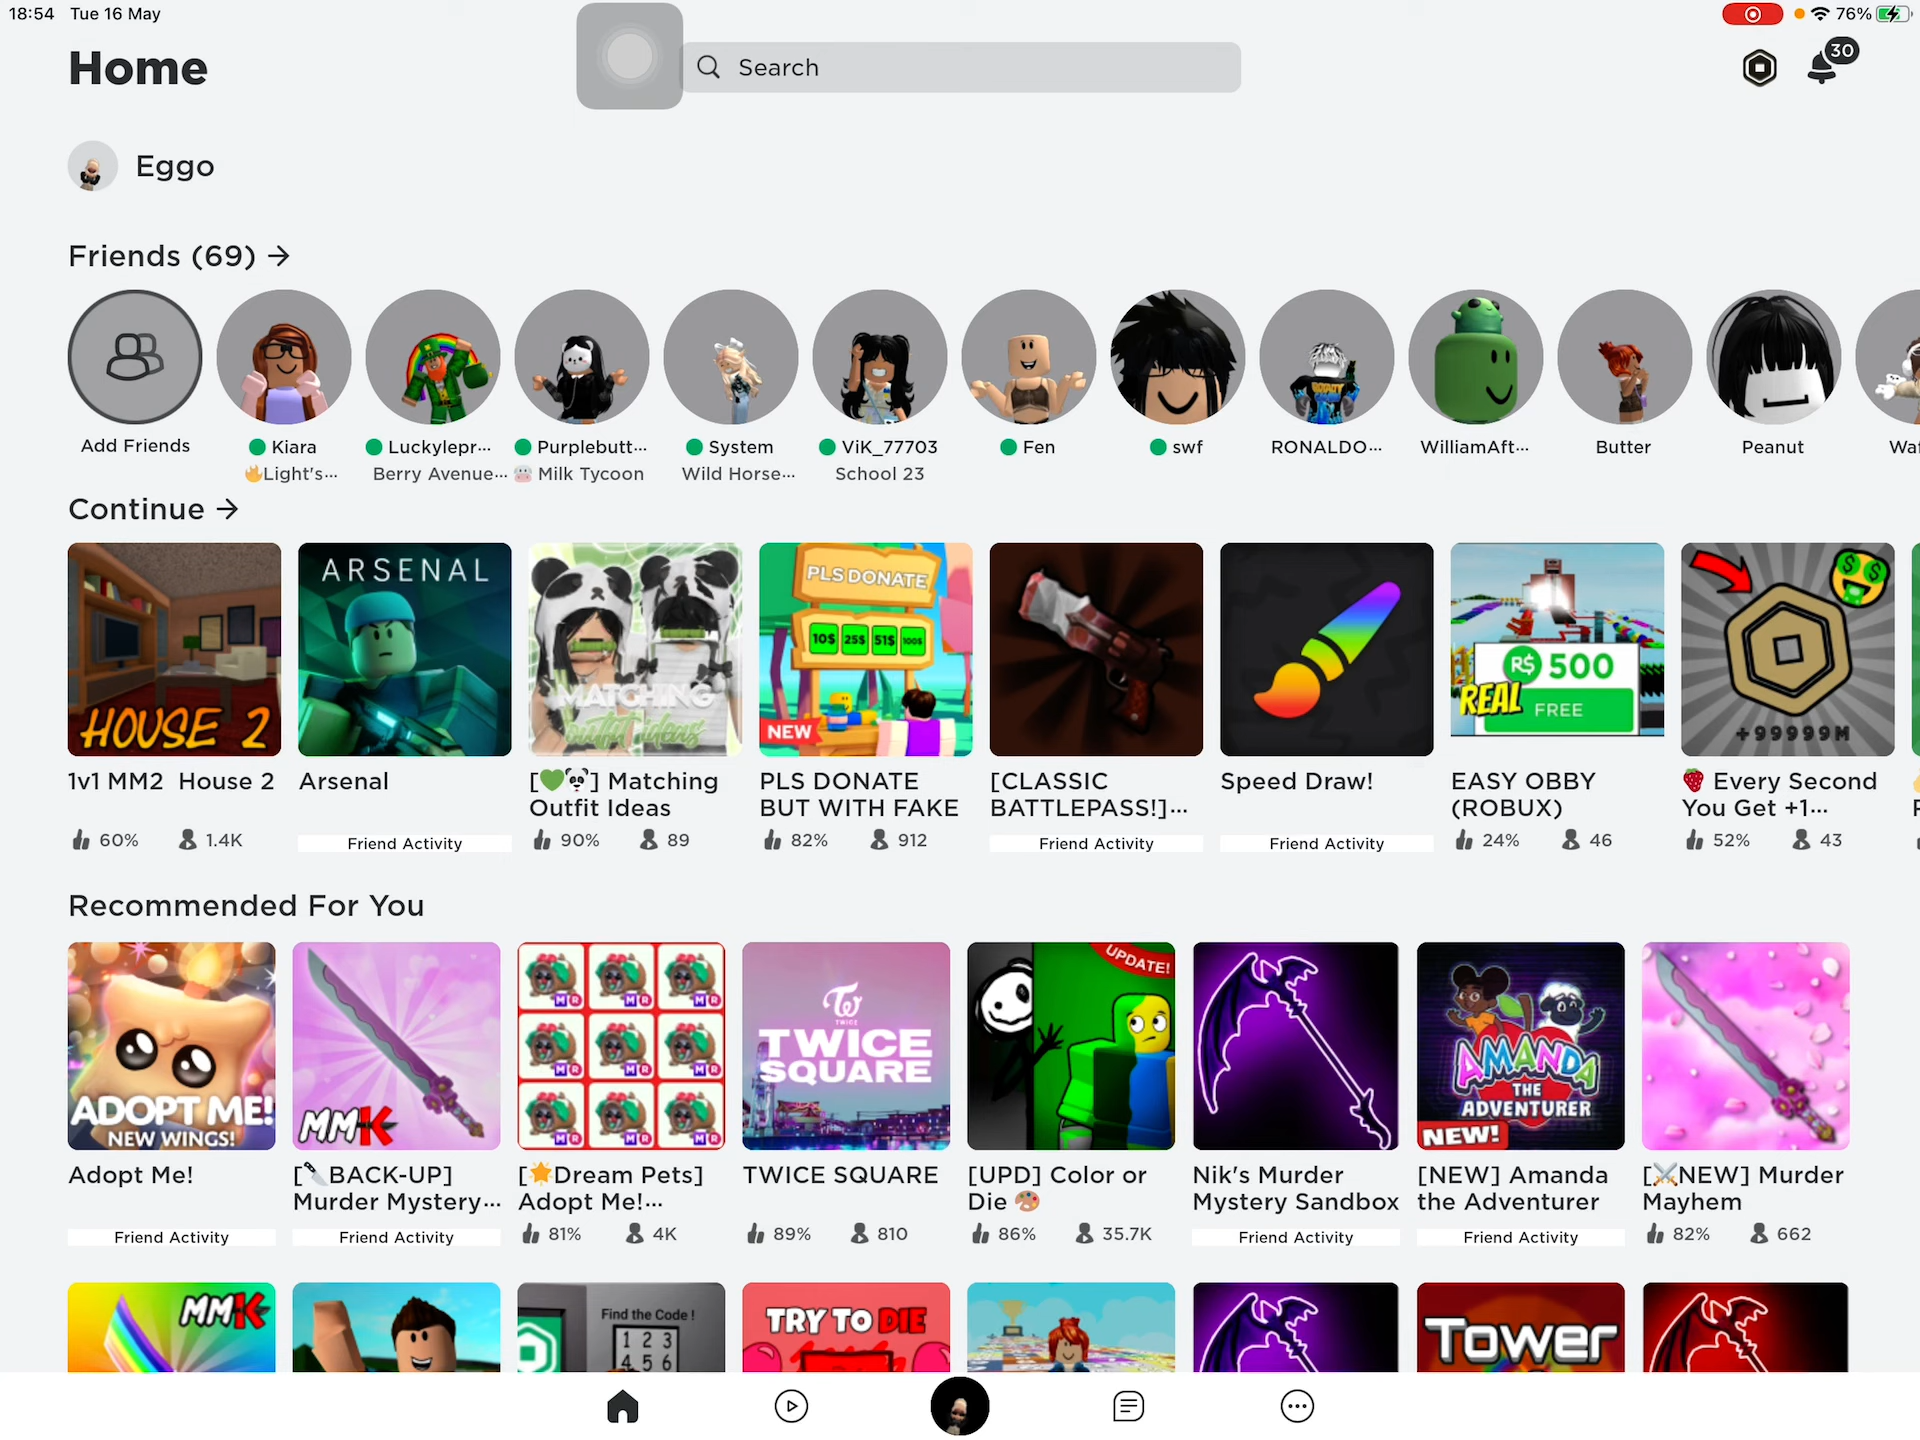 18:54 Tue 16 May
76%
Home
Search
30
Eggo
Friends (69) →
Add Friends
Kiara
Luckylepr...
Purplebutt...
System
ViK_77703
Fen
swf
RONALDO...
WilliamAft...
Butter
Peanut
🔥Light's...
Berry Avenue...
Milk Tycoon
Wild Horse...
School 23
Continue →
HOUSE 2
ARSENAL
MATCHING
outfit ideas
PLS DONATE
10$ 25$ 51$ 100$
NEW
R$ 500
REAL
FREE
+99999M
1v1 MM2 House 2
60% 1.4K
Arsenal
Friend Activity
[💚🐼] Matching
Outfit Ideas
90% 89
PLS DONATE
BUT WITH FAKE
82% 912
[CLASSIC
BATTLEPASS!]...
Friend Activity
Speed Draw!
Friend Activity
EASY OBBY
(ROBUX)
24% 46
🍓 Every Second
You Get +1...
52% 43
Recommended For You
ADOPT ME!
NEW WINGS!
MMK
M R M R M R
M R M R M R
M R M R M R
TWICE
TWICE
SQUARE
UPDATE!
AMANDA
THE
ADVENTURER
NEW!
Adopt Me!
Friend Activity
[🔪BACK-UP]
Murder Mystery...
Friend Activity
[🌟Dream Pets]
Adopt Me!...
81% 4K
TWICE SQUARE
89% 810
[UPD] Color or
Die 🎨
86% 35.7K
Nik's Murder
Mystery Sandbox
Friend Activity
[NEW] Amanda
the Adventurer
Friend Activity
[⚔️NEW] Murder
Mayhem
82% 662
MMK
Find the Code !
1 2 3
4 5 6
TRY TO DIE
TOWER